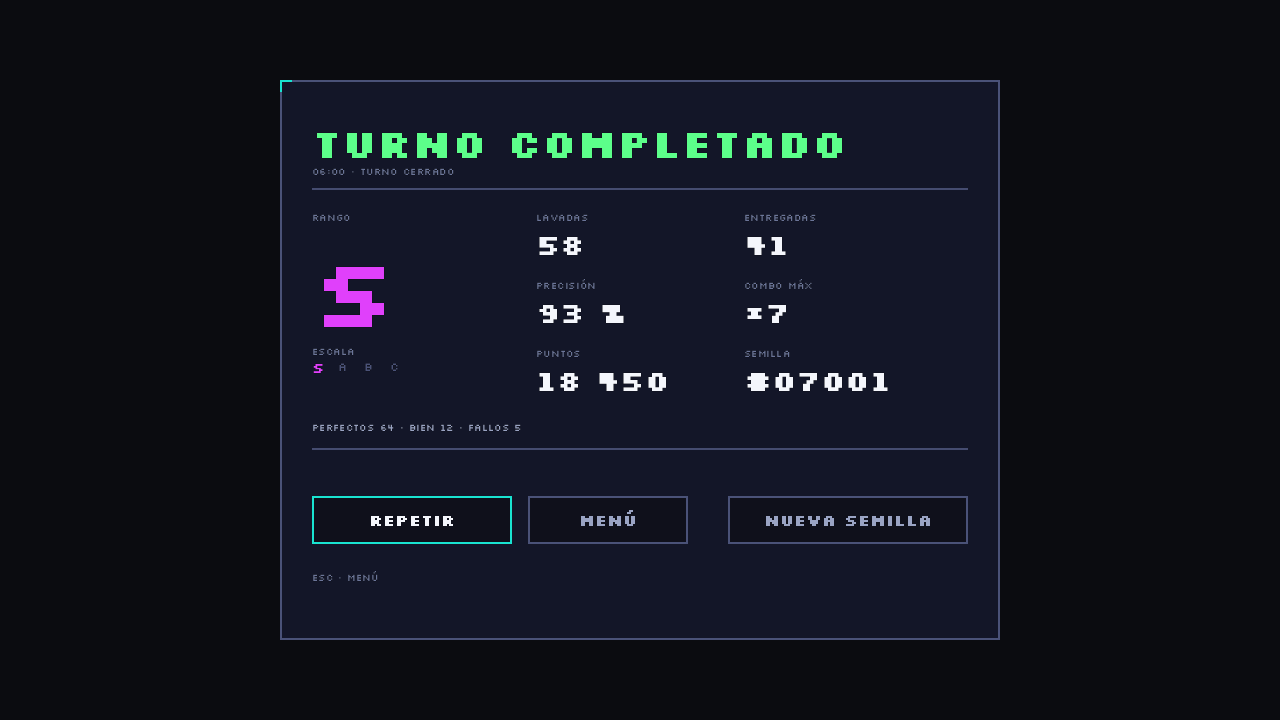 TURNO COMPLETADO
06:00 · TURNO CERRADO
RANGO
S
ESCALA
S A B C
LAVADAS
58
ENTREGADAS
41
PRECISIÓN
93 %
COMBO MÁX
×7
PUNTOS
18 450
SEMILLA
#07001
PERFECTOS 64 · BIEN 12 · FALLOS 5
REPETIR
MENÚ
NUEVA SEMILLA
ESC · MENÚ